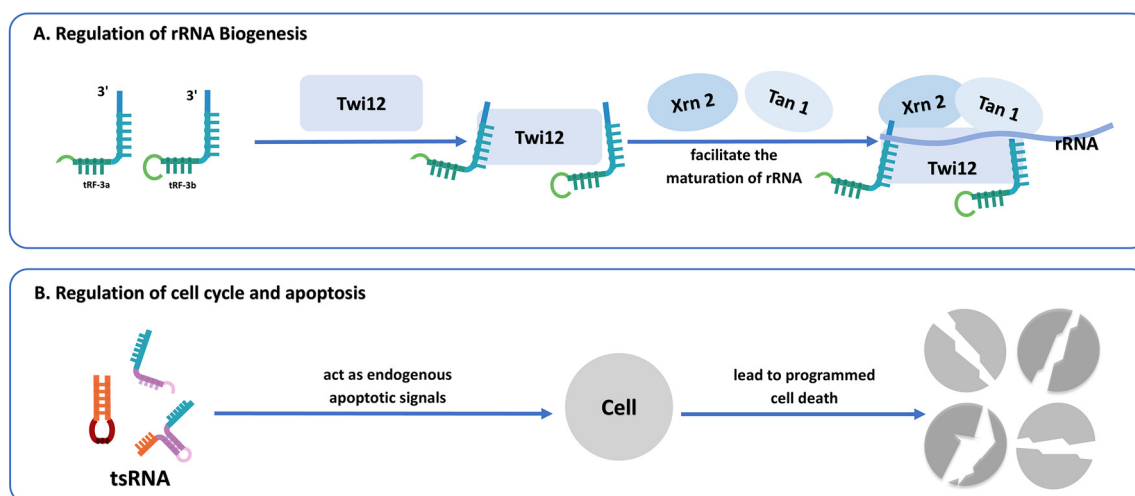 A. Regulation of rRNA Biogenesis
3'
3'
tRF-3a
tRF-3b
Twi12
Twi12
Xrn 2
Tan 1
facilitate the
maturation of rRNA
Xrn 2
Tan 1
rRNA
Twi12
B. Regulation of cell cycle and apoptosis
tsRNA
act as endogenous
apoptotic signals
Cell
lead to programmed
cell death